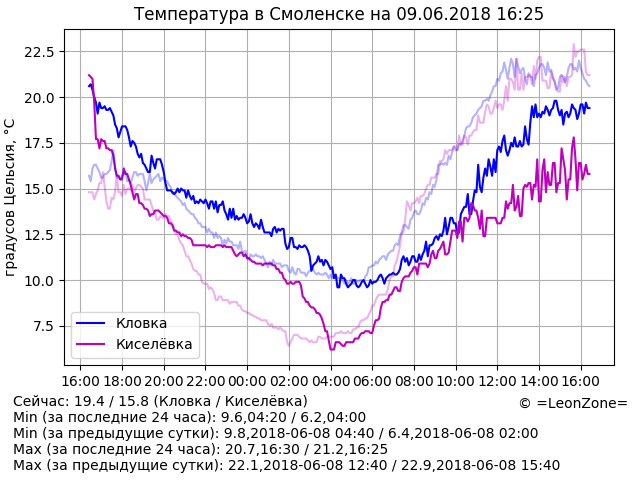 Температура в Смоленске на 09.06.2018 16:25
градусов Цельсия, °C
22.5
20.0
17.5
15.0
12.5
10.0
7.5
Кловка
Киселёвка
16:00 18:00 20:00 22:00 00:00 02:00 04:00 06:00 08:00 10:00 12:00 14:00 16:00
Сейчас: 19.4 / 15.8 (Кловка / Киселёвка)
© =LeonZone=
Min (за последние 24 часа): 9.6,04:20 / 6.2,04:00
Min (за предыдущие сутки): 9.8,2018-06-08 04:40 / 6.4,2018-06-08 02:00
Max (за последние 24 часа): 20.7,16:30 / 21.2,16:25
Max (за предыдущие сутки): 22.1,2018-06-08 12:40 / 22.9,2018-06-08 15:40